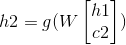 h2 = g(W [h1
c2])